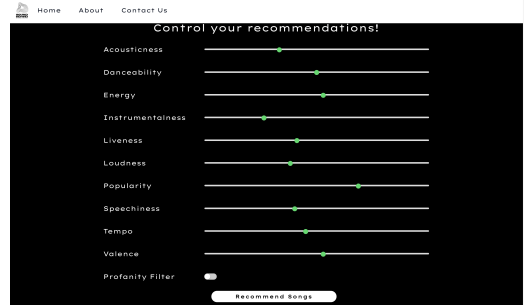 Home About Contact Us
Control your recommendations!
Acousticness
Danceability
Energy
Instrumentalness
Liveness
Loudness
Popularity
Speechiness
Tempo
Valence
Profanity Filter
Recommend Songs